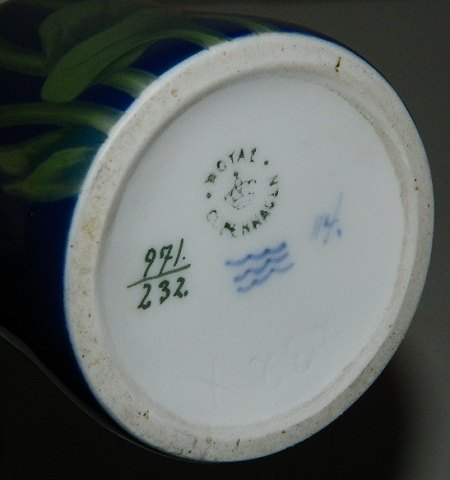 ROYAL
COPENHAGEN
971.
232.